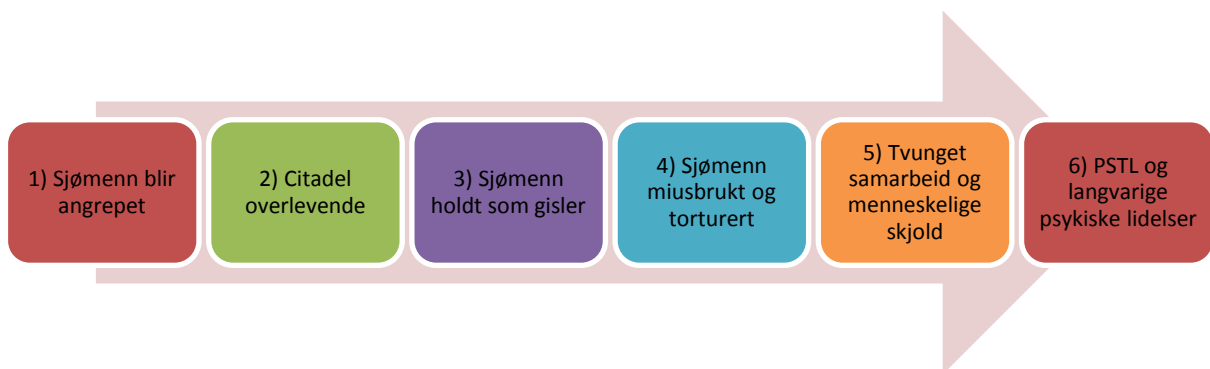 1) Sjømenn blir
angrepet
2) Citadel
overlevende
3) Sjømenn
holdt som gisler
4) Sjømenn
miusbrukt og
torturert
5) Tvunget
samarbeid og
menneskelige
skjold
6) PSTL og
langvarige
psykiske lidelser